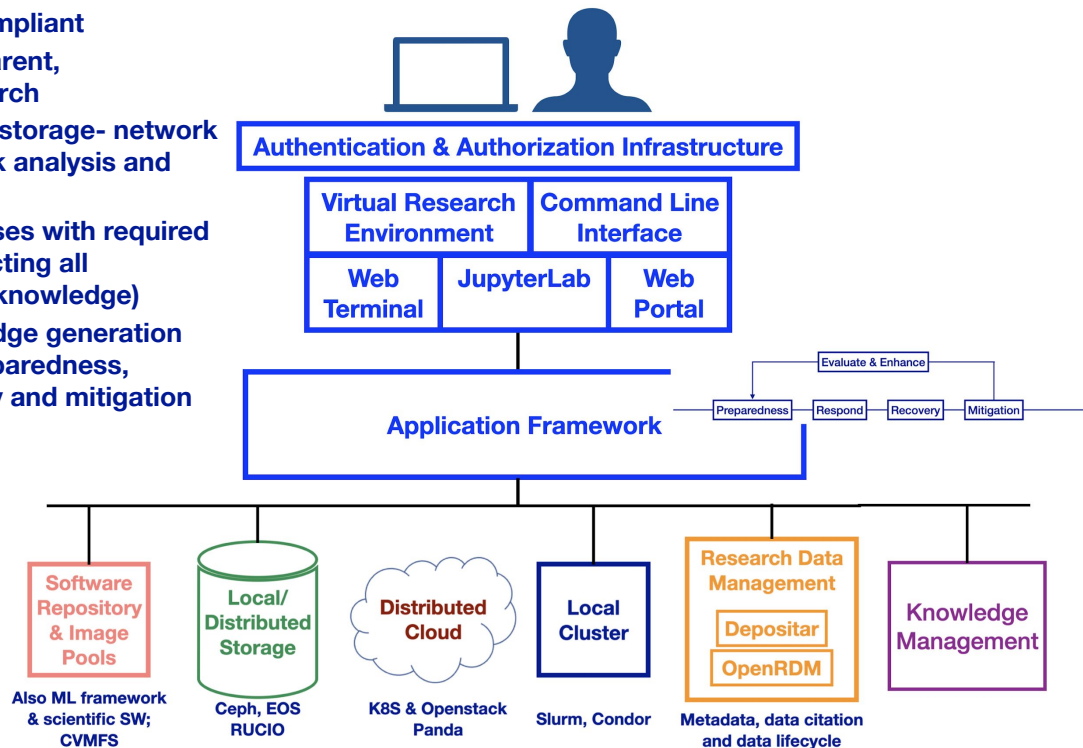 mpliant
arent,
rch
storage- network
k analysis and
ses with required
cting all
knowledge)
dge generation
paredness,
y and mitigation
Authentication & Authorization Infrastructure
Virtual Research
Environment
Command Line
Interface
Web
Terminal
JupyterLab
Web
Portal
Evaluate & Enhance
Preparedness
Respond
Recovery
Mitigation
Application Framework
Software
Repository
& Image
Pools
Also ML framework
& scientific SW;
CVMFS
Local/
Distributed
Storage
Ceph, EOS
RUCIO
Distributed
Cloud
K8S & Openstack
Panda
Local
Cluster
Slurm, Condor
Research Data
Management
Depositar
OpenRDM
Metadata, data citation
and data lifecycle
Knowledge
Management